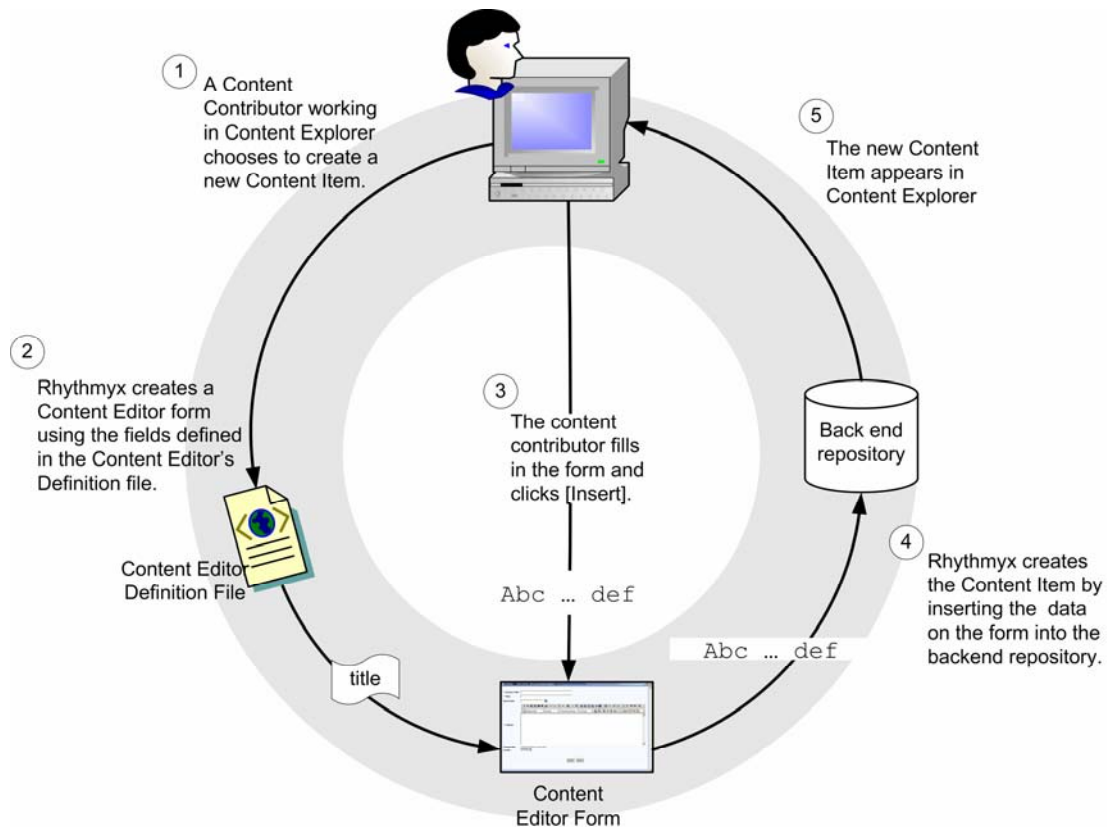 1
A Content
Contributor working
in Content Explorer
chooses to create a
new Content Item.
5
The new Content
Item appears in
Content Explorer
2
Rhythmyx creates a
Content Editor form
using the fields defined
in the Content Editor's
Definition file.
3
The content
contributor fills
in the form and
clicks [Insert].
Back end
repository
Content Editor
Definition File
4
Rhythmyx creates
the Content Item by
inserting the data
on the form into the
backend repository.
Abc … def
Abc … def
title
Content
Editor Form